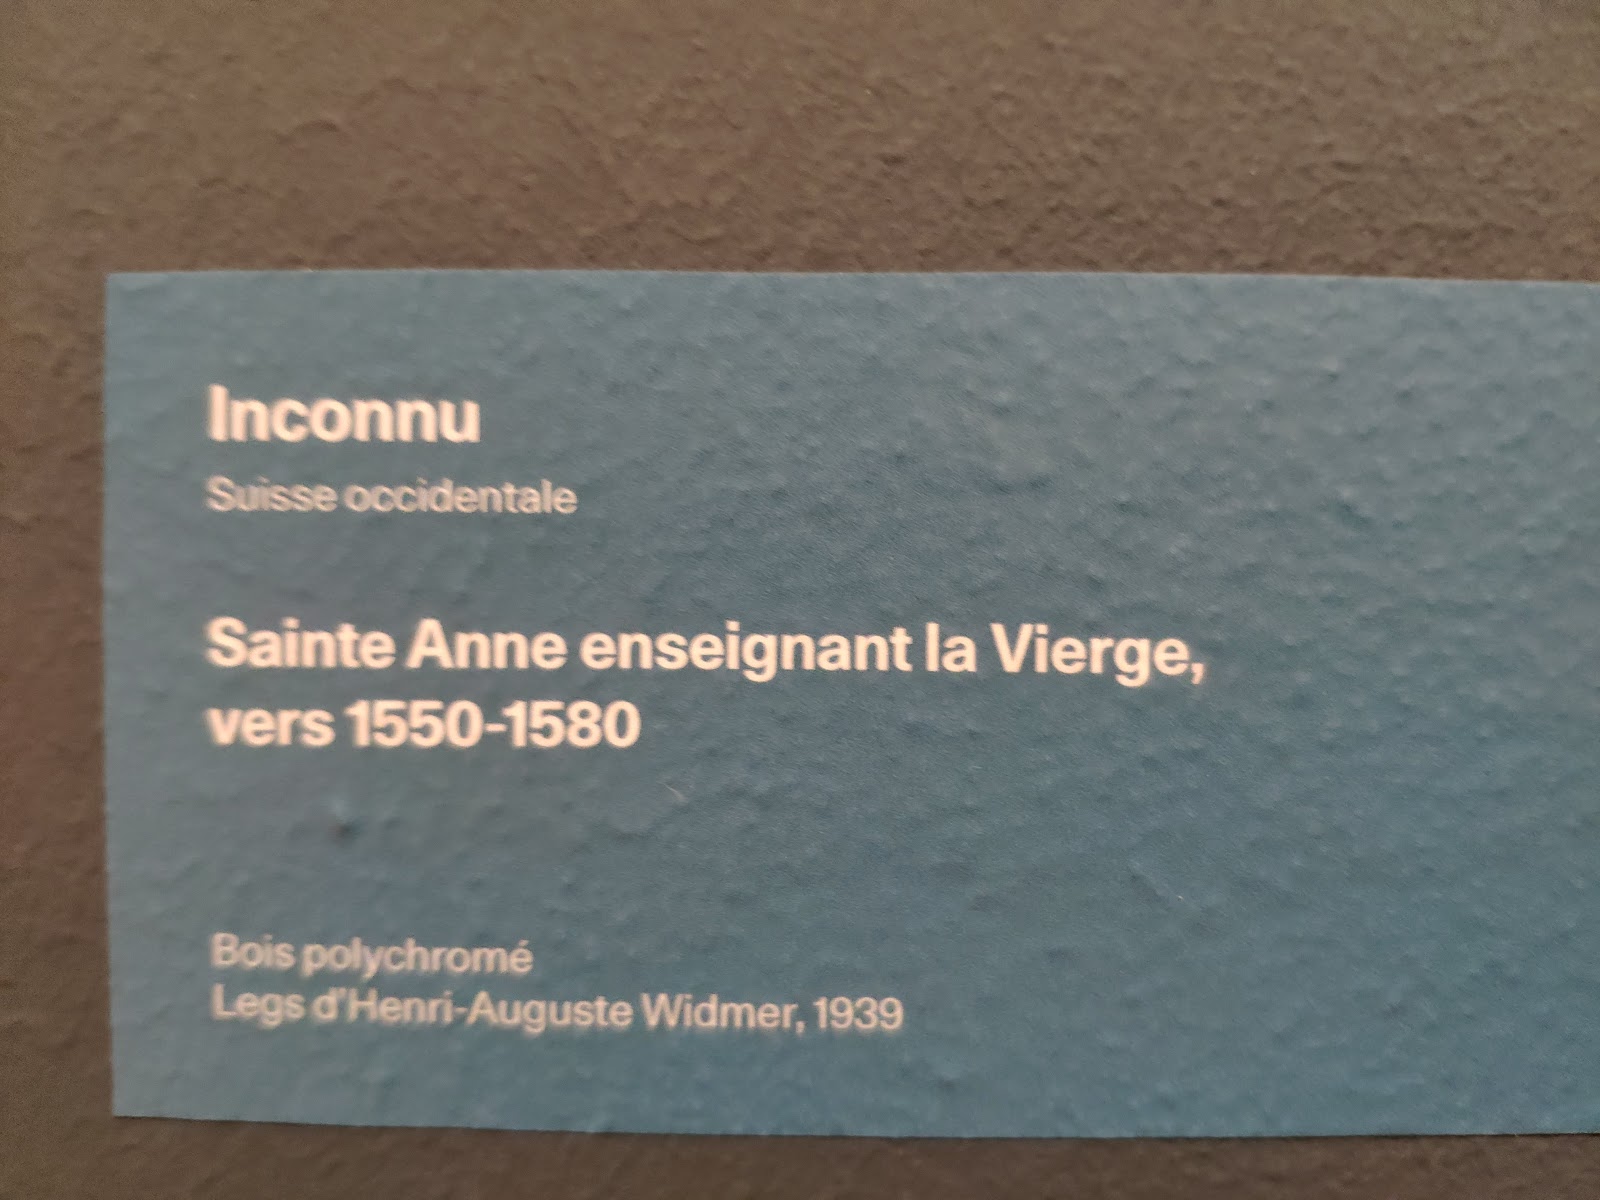 Inconnu
Suisse occidentale
Sainte Anne enseignant la Vierge,
vers 1550-1580
Bois polychromé
Legs d'Henri-Auguste Widmer, 1939